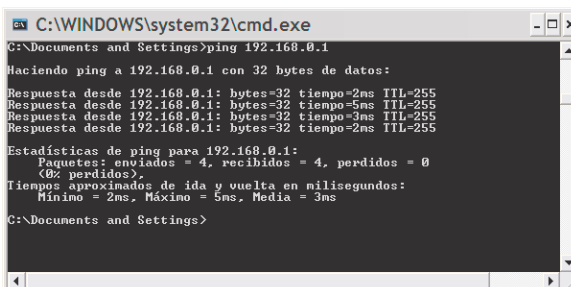 C:\WINDOWS\system32\cmd.exe
C:\Documents and Settings>ping 192.168.0.1
Haciendo ping a 192.168.0.1 con 32 bytes de datos:
Respuesta desde 192.168.0.1: bytes=32 tiempo=2ms TTL=255
Respuesta desde 192.168.0.1: bytes=32 tiempo=5ms TTL=255
Respuesta desde 192.168.0.1: bytes=32 tiempo=3ms TTL=255
Respuesta desde 192.168.0.1: bytes=32 tiempo=2ms TTL=255
Estadísticas de ping para 192.168.0.1:
Paquetes: enviados = 4, recibidos = 4, perdidos = 0
(0% perdidos),
Tiempos aproximados de ida y vuelta en milisegundos:
Mínimo = 2ms, Máximo = 5ms, Media = 3ms
C:\Documents and Settings>